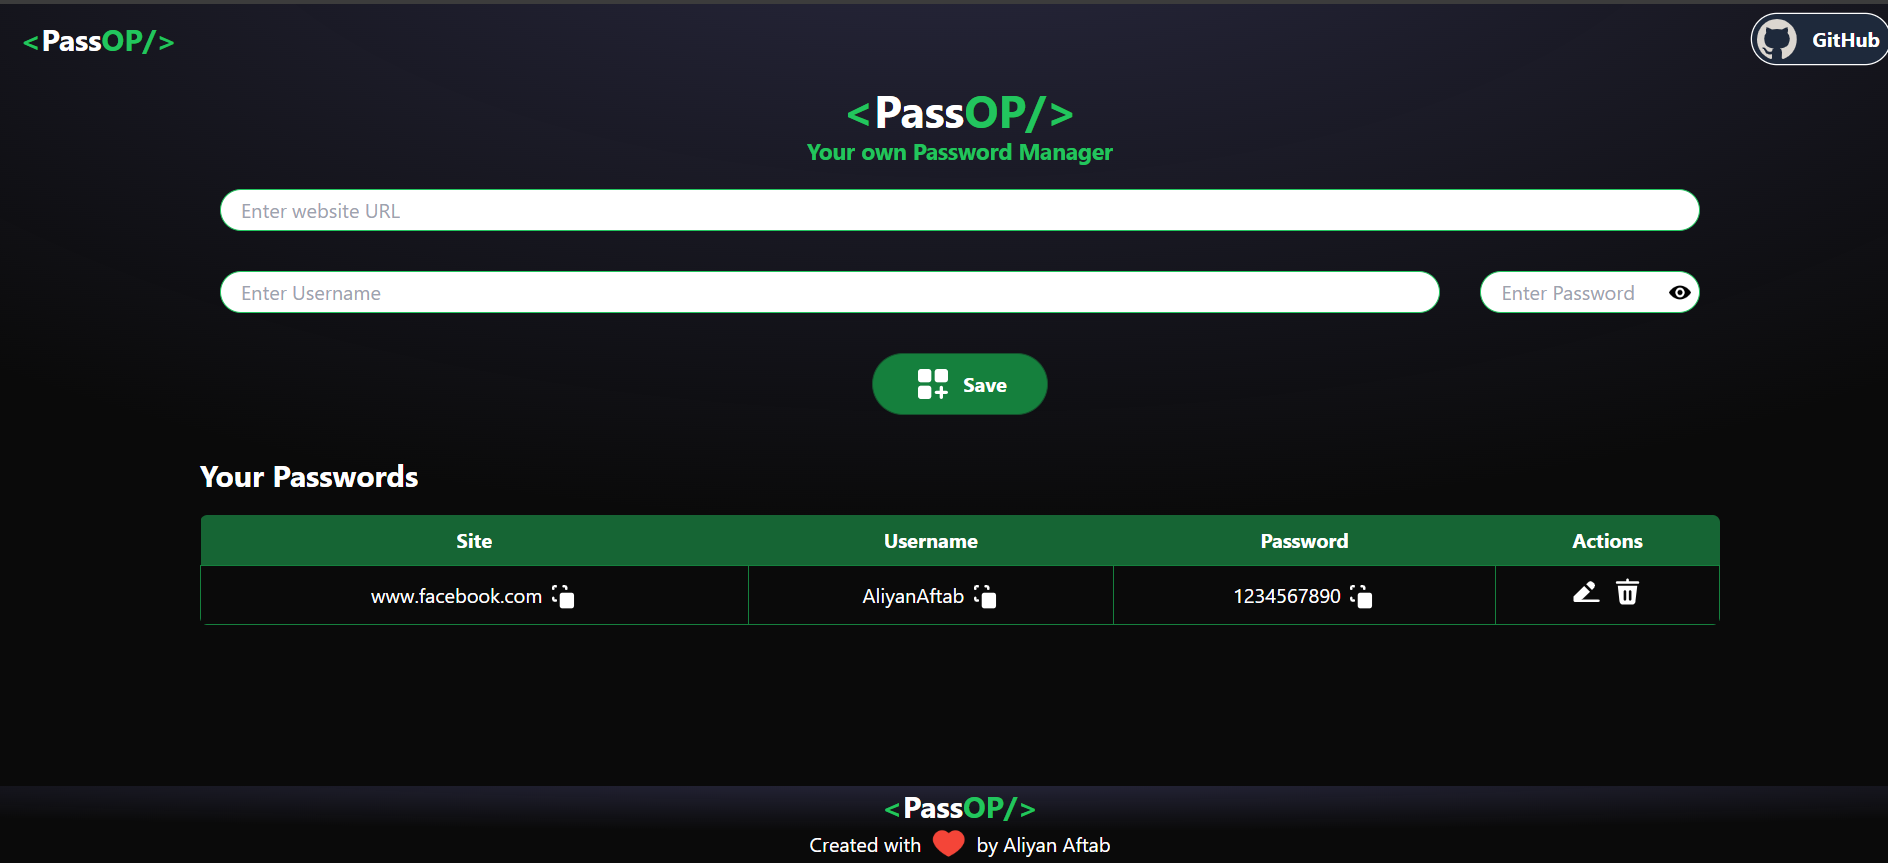 <PassOP/>
GitHub
<PassOP/>
Your own Password Manager
Enter website URL
Enter Username
Enter Password
Save
Your Passwords
Site Username Password Actions
www.facebook.com AliyanAftab 1234567890
<PassOP/>
Created with by Aliyan Aftab